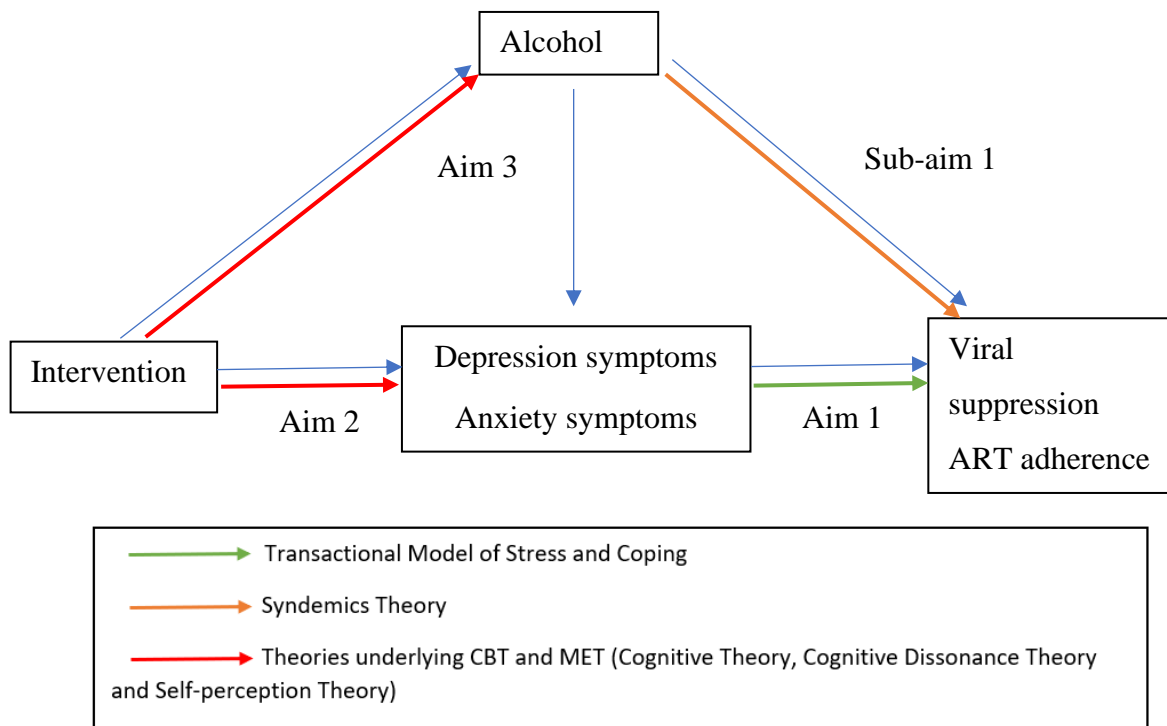 Alcohol
Aim 3
Sub-aim 1
Intervention
Aim 2
Depression symptoms
Anxiety symptoms
Aim 1
Viral
suppression
ART adherence
Transactional Model of Stress and Coping
Syndemics Theory
Theories underlying CBT and MET (Cognitive Theory, Cognitive Dissonance Theory
and Self-perception Theory)